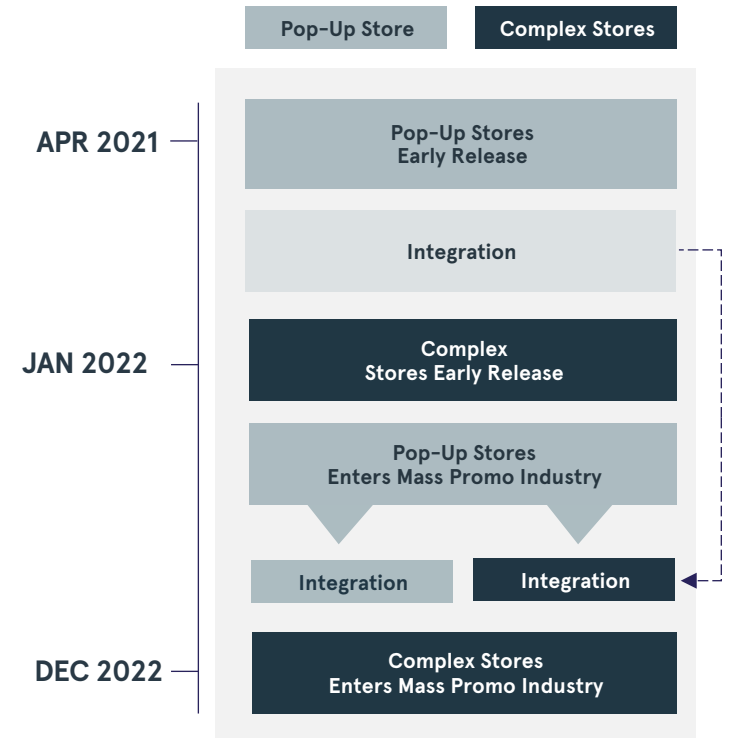 Pop-Up Store
Complex Stores
APR 2021
Pop-Up Stores
Early Release
Integration
JAN 2022
Complex
Stores Early Release
Pop-Up Stores
Enters Mass Promo Industry
Integration
Integration
DEC 2022
Complex Stores
Enters Mass Promo Industry